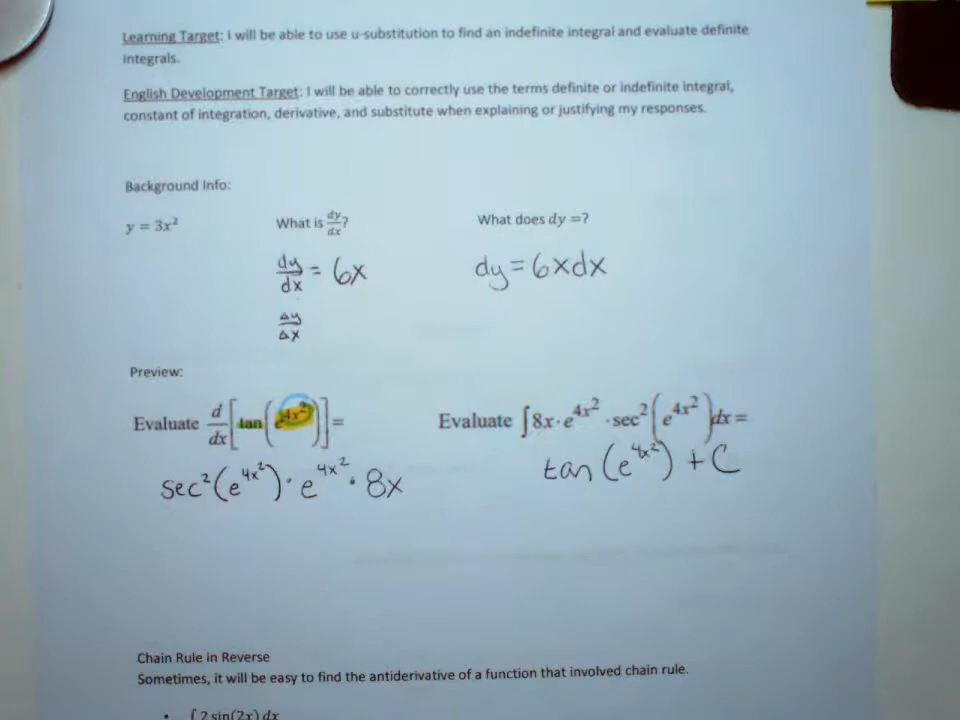 Learning Target: I will be able to use u-substitution to find an indefinite integral and evaluate definite
integrals.
English Development Target: I will be able to correctly use the terms definite or indefinite integral,
constant of integration, derivative, and substitute when explaining or justifying my responses.
Background Info:
y = 3x² What is dy/dx? What does dy =?
dy/dx = 6x dy = 6xdx
Δy/Δx
Preview:
Evaluate d/dx[tan(e^(4x²))] = Evaluate ∫8x·e^(4x²)·sec²(e^(4x²))dx =
sec²(e^(4x²))·e^(4x²)·8x tan(e^(4x²)) + C
Chain Rule in Reverse
Sometimes, it will be easy to find the antiderivative of a function that involved chain rule.
• ∫2 sin(2x) dx